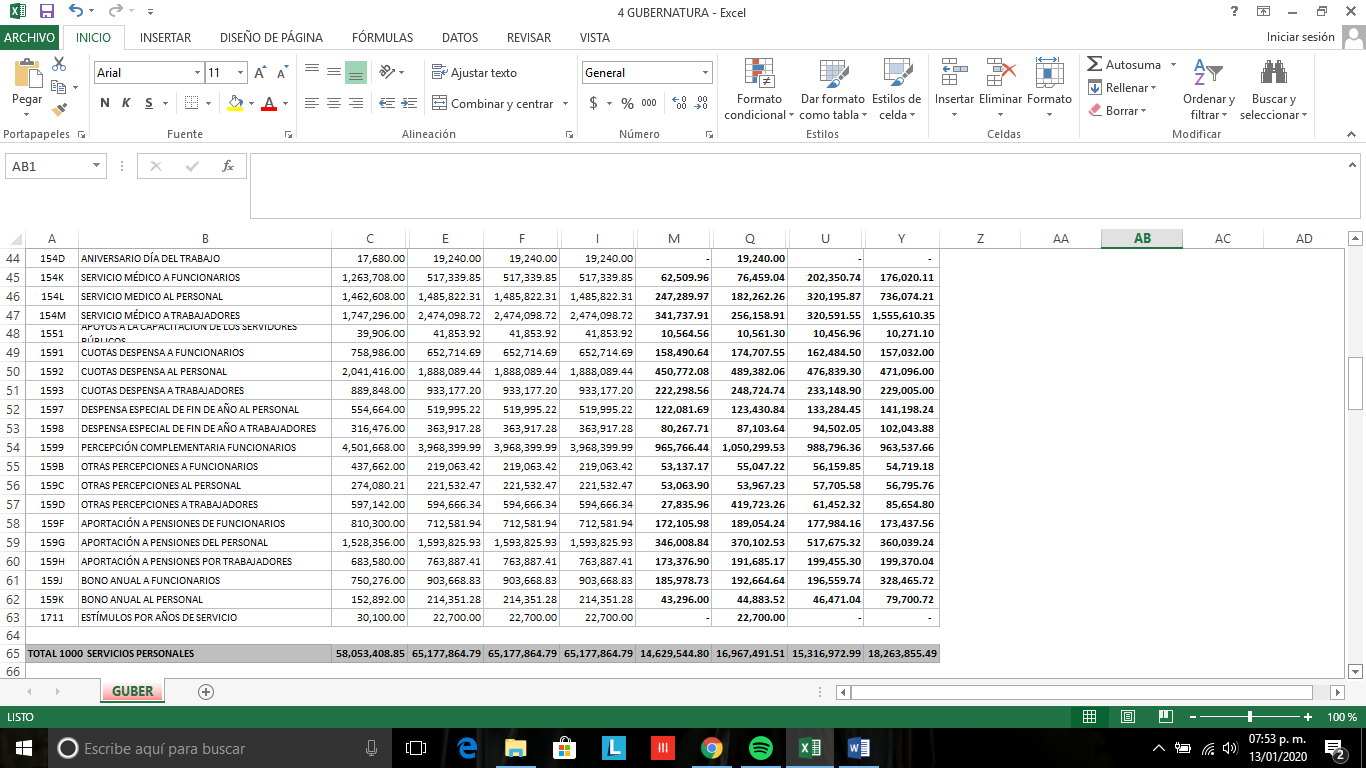 4 GUBERNATURA - Excel
ARCHIVO INICIO INSERTAR DISEÑO DE PÁGINA FÓRMULAS DATOS REVISAR VISTA Iniciar sesión
Pegar Arial 11 Ajustar texto General Formato condicional Dar formato como tabla Estilos de celda Insertar Eliminar Formato Autosuma Rellenar Borrar Ordenar y filtrar Buscar y seleccionar
N K S Combinar y centrar $ % 000
Portapapeles Fuente Alineación Número Estilos Celdas Modificar
AB1 fx
A B C E F I M Q U Y Z AA AB AC AD
44 154D ANIVERSARIO DÍA DEL TRABAJO 17,680.00 19,240.00 19,240.00 19,240.00 - 19,240.00 - -
45 154K SERVICIO MÉDICO A FUNCIONARIOS 1,263,708.00 517,339.85 517,339.85 517,339.85 62,509.96 76,459.04 202,350.74 176,020.11
46 154L SERVICIO MEDICO AL PERSONAL 1,462,608.00 1,485,822.31 1,485,822.31 1,485,822.31 247,289.97 182,262.26 320,195.87 736,074.21
47 154M SERVICIO MÉDICO A TRABAJADORES 1,747,296.00 2,474,098.72 2,474,098.72 2,474,098.72 341,737.91 256,158.91 320,591.55 1,555,610.35
48 1551 APOYOS A LA CAPACITACIÓN DE LOS SERVIDORES PÚBLICOS 39,906.00 41,853.92 41,853.92 41,853.92 10,564.56 10,561.30 10,456.96 10,271.10
49 1591 CUOTAS DESPENSA A FUNCIONARIOS 758,986.00 652,714.69 652,714.69 652,714.69 158,490.64 174,707.55 162,484.50 157,032.00
50 1592 CUOTAS DESPENSA AL PERSONAL 2,041,416.00 1,888,089.44 1,888,089.44 1,888,089.44 450,772.08 489,382.06 476,839.30 471,096.00
51 1593 CUOTAS DESPENSA A TRABAJADORES 889,848.00 933,177.20 933,177.20 933,177.20 222,298.56 248,724.74 233,148.90 229,005.00
52 1597 DESPENSA ESPECIAL DE FIN DE AÑO AL PERSONAL 554,664.00 519,995.22 519,995.22 519,995.22 122,081.69 123,430.84 133,284.45 141,198.24
53 1598 DESPENSA ESPECIAL DE FIN DE AÑO A TRABAJADORES 316,476.00 363,917.28 363,917.28 363,917.28 80,267.71 87,103.64 94,502.05 102,043.88
54 1599 PERCEPCIÓN COMPLEMENTARIA FUNCIONARIOS 4,501,668.00 3,968,399.99 3,968,399.99 3,968,399.99 965,766.44 1,050,299.53 988,796.36 963,537.66
55 159B OTRAS PERCEPCIONES A FUNCIONARIOS 437,662.00 219,063.42 219,063.42 219,063.42 53,137.17 55,047.22 56,159.85 54,719.18
56 159C OTRAS PERCEPCIONES AL PERSONAL 274,080.21 221,532.47 221,532.47 221,532.47 53,063.90 53,967.23 57,705.58 56,795.76
57 159D OTRAS PERCEPCIONES A TRABAJADORES 597,142.00 594,666.34 594,666.34 594,666.34 27,835.96 419,723.26 61,452.32 85,654.80
58 159F APORTACIÓN A PENSIONES DE FUNCIONARIOS 810,300.00 712,581.94 712,581.94 712,581.94 172,105.98 189,054.24 177,984.16 173,437.56
59 159G APORTACIÓN A PENSIONES DEL PERSONAL 1,528,356.00 1,593,825.93 1,593,825.93 1,593,825.93 346,008.84 370,102.53 517,675.32 360,039.24
60 159H APORTACIÓN A PENSIONES POR TRABAJADORES 683,580.00 763,887.41 763,887.41 763,887.41 173,376.90 191,685.17 199,455.30 199,370.04
61 159J BONO ANUAL A FUNCIONARIOS 750,276.00 903,668.83 903,668.83 903,668.83 185,978.73 192,664.64 196,559.74 328,465.72
62 159K BONO ANUAL AL PERSONAL 152,892.00 214,351.28 214,351.28 214,351.28 43,296.00 44,883.52 46,471.04 79,700.72
63 1711 ESTÍMULOS POR AÑOS DE SERVICIO 30,100.00 22,700.00 22,700.00 22,700.00 - 22,700.00 - -
64
65 TOTAL 1000 SERVICIOS PERSONALES 58,053,408.85 65,177,864.79 65,177,864.79 65,177,864.79 14,629,544.80 16,967,491.51 15,316,972.99 18,263,855.49
66
GUBER
LISTO 100 %
Escribe aquí para buscar 07:53 p. m.
13/01/2020 2